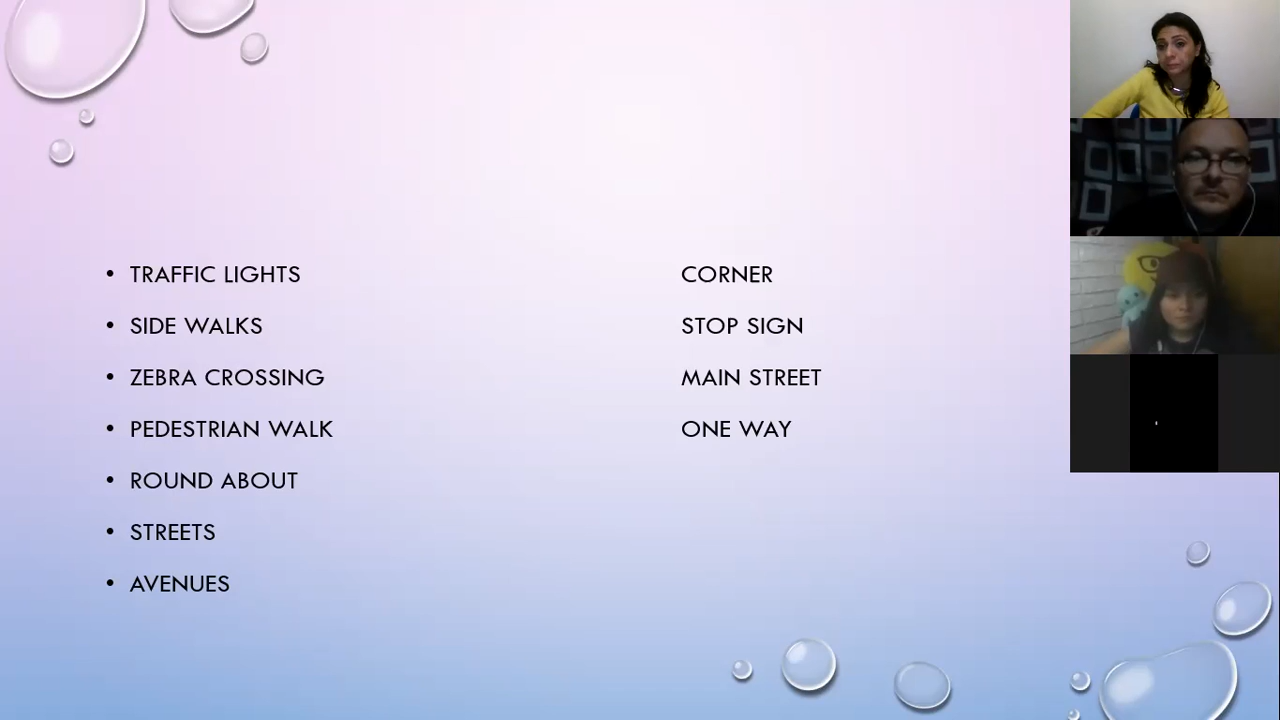 • TRAFFIC LIGHTS
• SIDE WALKS
• ZEBRA CROSSING
• PEDESTRIAN WALK
• ROUND ABOUT
• STREETS
• AVENUES
CORNER
STOP SIGN
MAIN STREET
ONE WAY